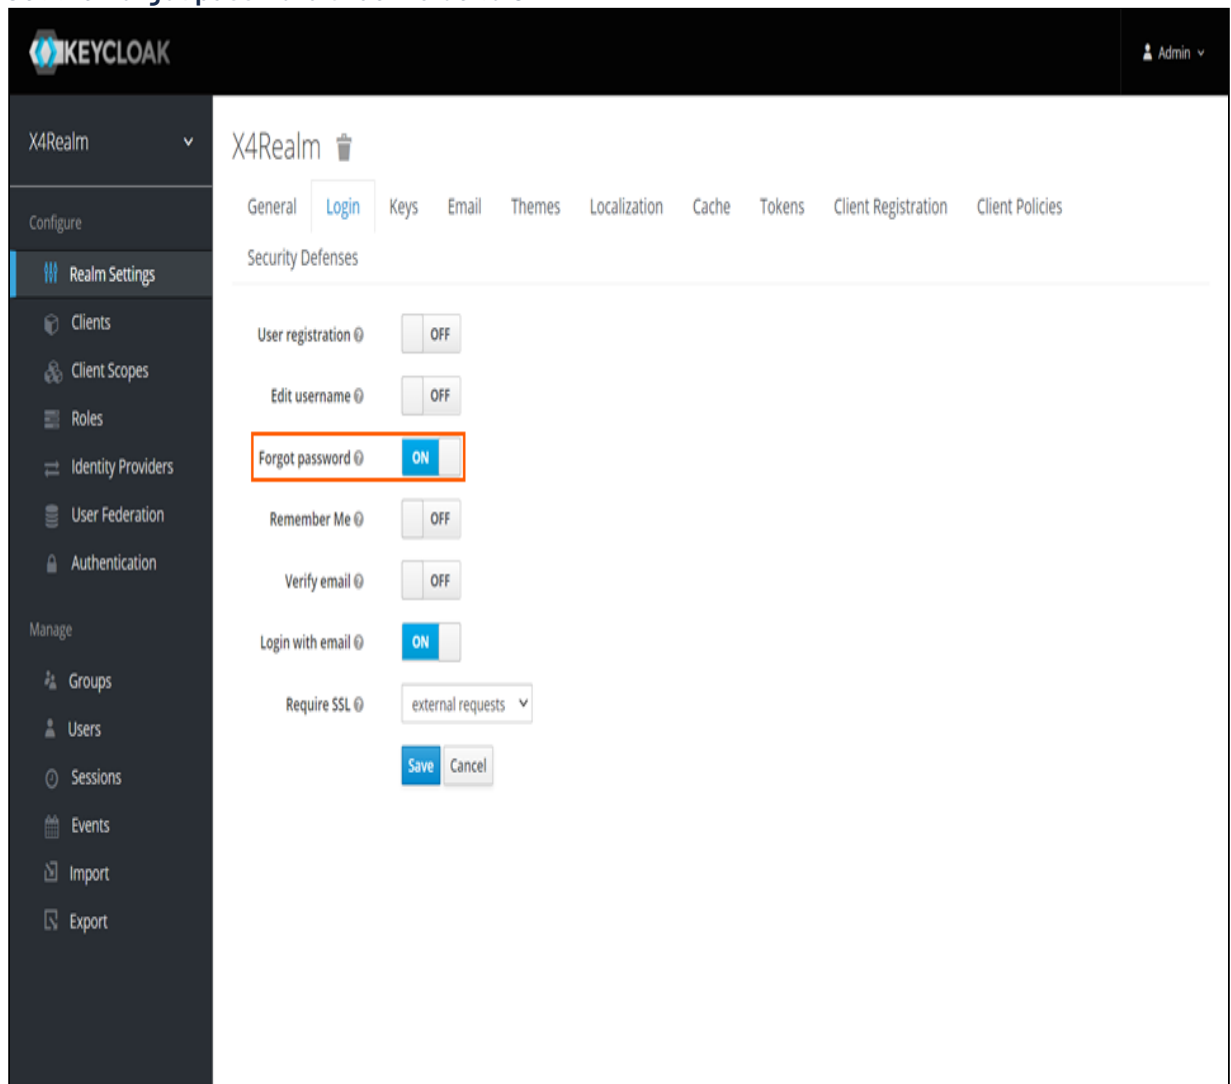 KEYCLOAK
Admin
X4Realm
Configure
Realm Settings
Clients
Client Scopes
Roles
Identity Providers
User Federation
Authentication
Manage
Groups
Users
Sessions
Events
Import
Export
X4Realm
General Login Keys Email Themes Localization Cache Tokens Client Registration Client Policies
Security Defenses
User registration OFF
Edit username OFF
Forgot password ON
Remember Me OFF
Verify email OFF
Login with email ON
Require SSL external requests
Save Cancel